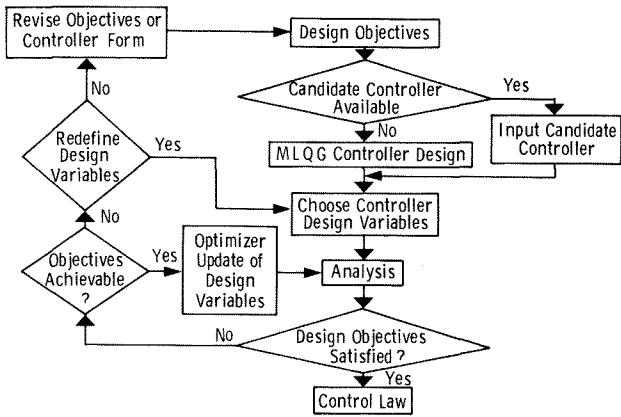 Revise Objectives or
Controller Form
Design Objectives
Candidate Controller
Available
Yes
No
Input Candidate
Controller
No
Redefine
Design
Variables
Yes
MLQG Controller Design
Choose Controller
Design Variables
No
Objectives
Achievable
?
Yes
Optimizer
Update of
Design
Variables
Analysis
No
Design Objectives
Satisfied ?
Yes
Control Law